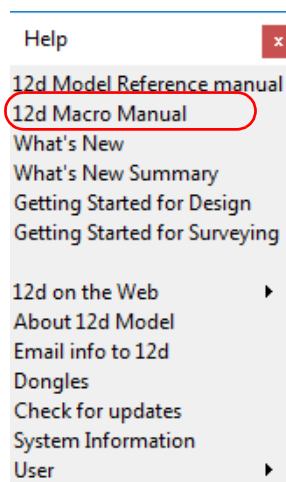 Help
x
12d Model Reference manual
12d Macro Manual
What's New
What's New Summary
Getting Started for Design
Getting Started for Surveying
12d on the Web
About 12d Model
Email info to 12d
Dongles
Check for updates
System Information
User